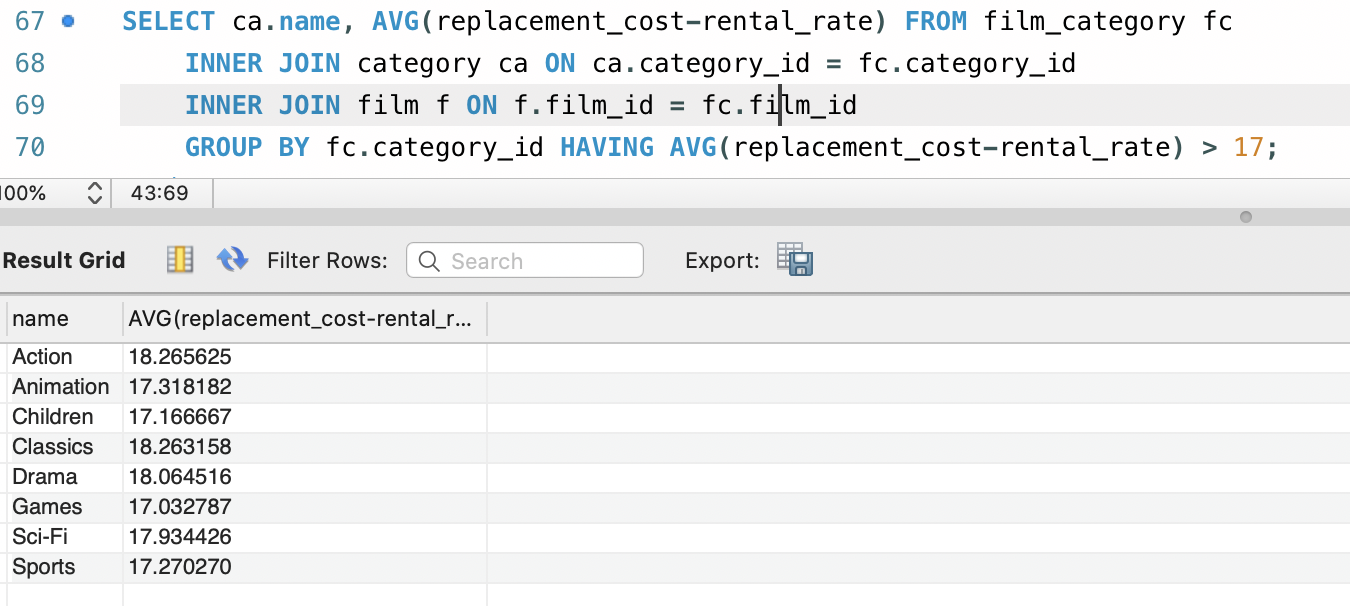 67 SELECT ca.name, AVG(replacement_cost-rental_rate) FROM film_category fc
68 INNER JOIN category ca ON ca.category_id = fc.category_id
69 INNER JOIN film f ON f.film_id = fc.film_id
70 GROUP BY fc.category_id HAVING AVG(replacement_cost-rental_rate) > 17;
100% 43:69
Result Grid Filter Rows: Search Export:
name AVG(replacement_cost-rental_r...
Action 18.265625
Animation 17.318182
Children 17.166667
Classics 18.263158
Drama 18.064516
Games 17.032787
Sci-Fi 17.934426
Sports 17.270270